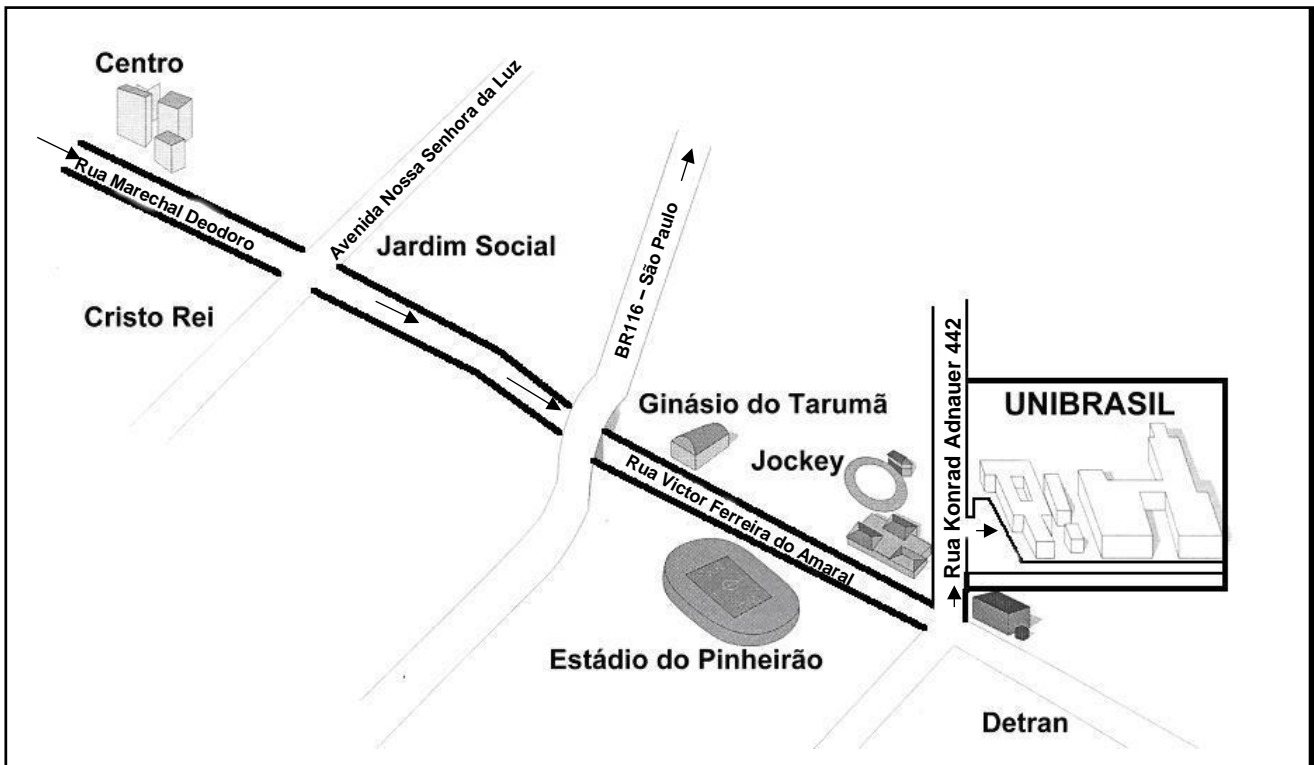 Centro
Rua Marechal Deodoro
Avenida Nossa Senhora da Luz
Jardim Social
Cristo Rei
BR116 – São Paulo
Ginásio do Tarumã
Jockey
Rua Victor Ferreira do Amaral
Rua Konrad Adnauer 442
UNIBRASIL
Estádio do Pinheirão
Detran